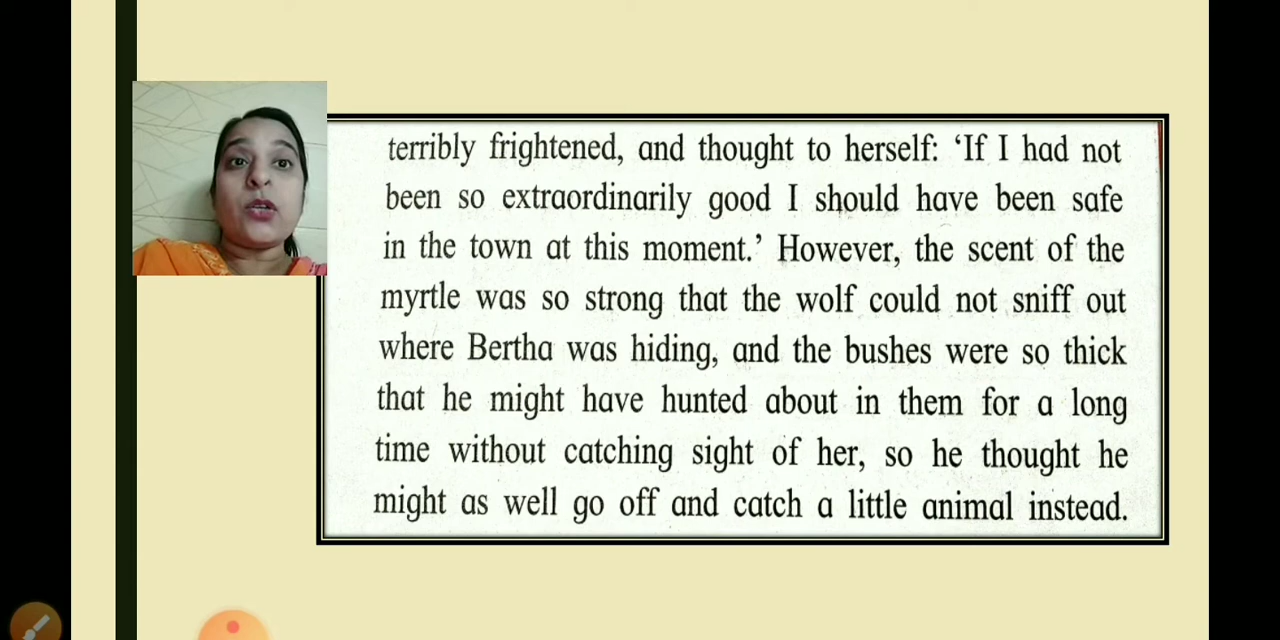 terribly frightened, and thought to herself: ‘If I had not
been so extraordinarily good I should have been safe
in the town at this moment.’ However, the scent of the
myrtle was so strong that the wolf could not sniff out
where Bertha was hiding, and the bushes were so thick
that he might have hunted about in them for a long
time without catching sight of her, so he thought he
might as well go off and catch a little animal instead.